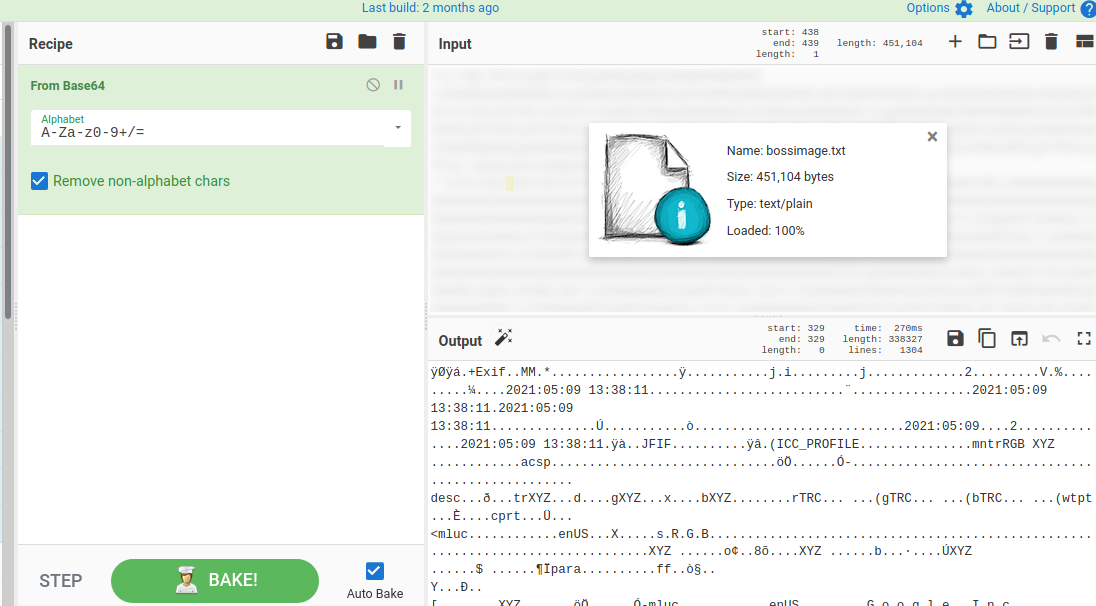 Last build: 2 months ago
Options
About / Support
Recipe
Input
start: 438
end: 439
length: 1
length: 451,104
From Base64
Alphabet
A-Za-z0-9+/=
Remove non-alphabet chars
Name: bossimage.txt
Size: 451,104 bytes
Type: text/plain
Loaded: 100%
Output
start: 329
end: 329
length: 0
time: 270ms
length: 338327
lines: 1304
ÿØÿá.+Exif..MM.*.................ÿ...........j.i.........j.............2.........V.%....
.....¼....2021:05:09 13:38:11..........................¨................2021:05:09
13:38:11.2021:05:09
13:38:11..............Ú...........ò............................2021:05:09....2..........
....2021:05:09 13:38:11.ÿà..JFIF..........ÿâ.(ICC_PROFILE...............mntrRGB XYZ
............acsp..............................öÖ......Ó-................................
...................
desc...ð...trXYZ...d....gXYZ...x....bXYZ........rTRC... ...(gTRC... ...(bTRC... ...(wtpt
...È....cprt...Ü...
<mluc............enUS...X.....s.R.G.B...................................................
.............................XYZ ......o¢..8õ....XYZ ......b...·....ÚXYZ
......$ ......¶Ïpara..........ff..ò§..
Y...Ð..
[........XYZ .......öÖ......Ó-mluc............enUS... ....G.o.o.g.l.e. .I.n.c.
STEP
BAKE!
Auto Bake